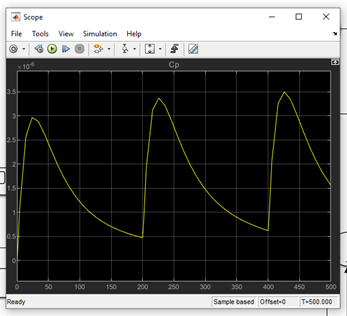 Scope
File Tools View Simulation Help
Cp
×10⁻⁶
3.5
3
2.5
2
1.5
1
0.5
0
0 50 100 150 200 250 300 350 400 450 500
Ready Sample based Offset=0 T=500.000